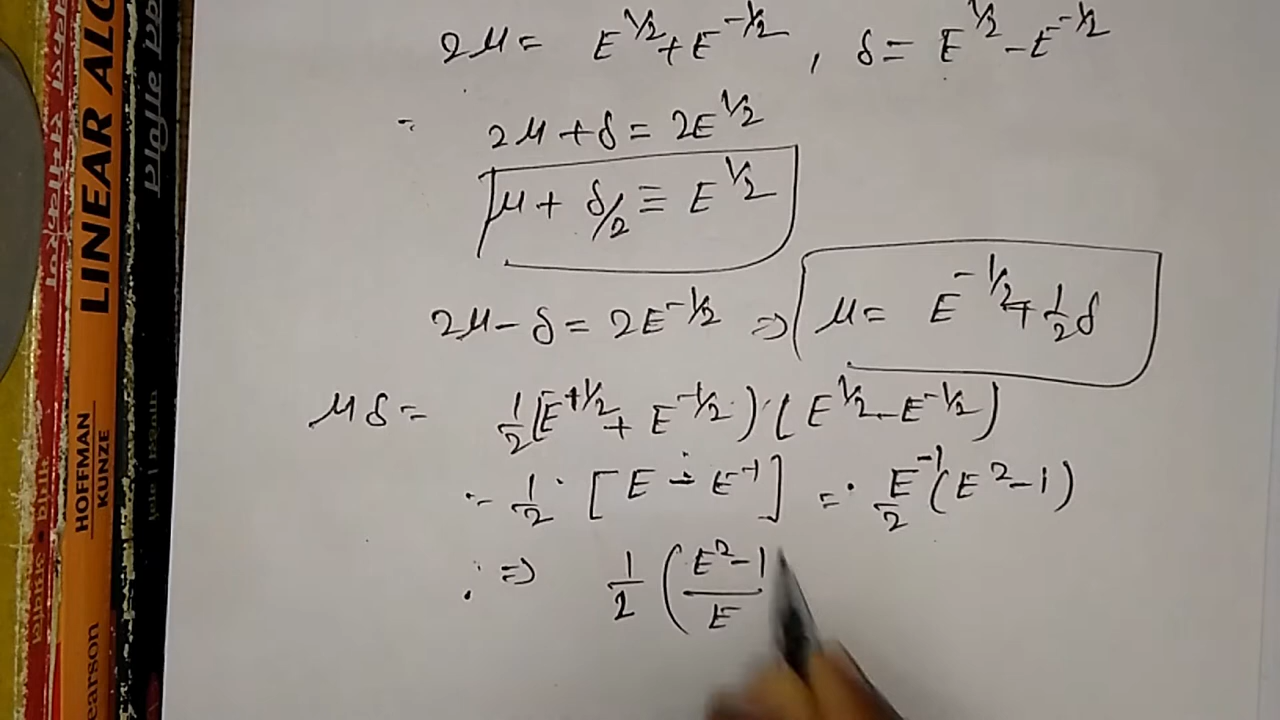 2μ = E^{1/2} + E^{-1/2} , δ = E^{1/2} - E^{-1/2}
2μ + δ = 2E^{1/2}
μ + δ/2 ≡ E^{1/2}
2μ - δ = 2E^{-1/2} ⇒ μ = E^{-1/2} + 1/2 δ
μδ = 1/2 (E^{+1/2} + E^{-1/2}) · (E^{1/2} - E^{-1/2})
= 1/2 · [E - E^{-1}] = · E^{-1}/2 (E^2 - 1)
⇒ 1/2 ( (E^2 - 1)/E
LINEAR ALG
HOFFMAN
KUNZE
earson